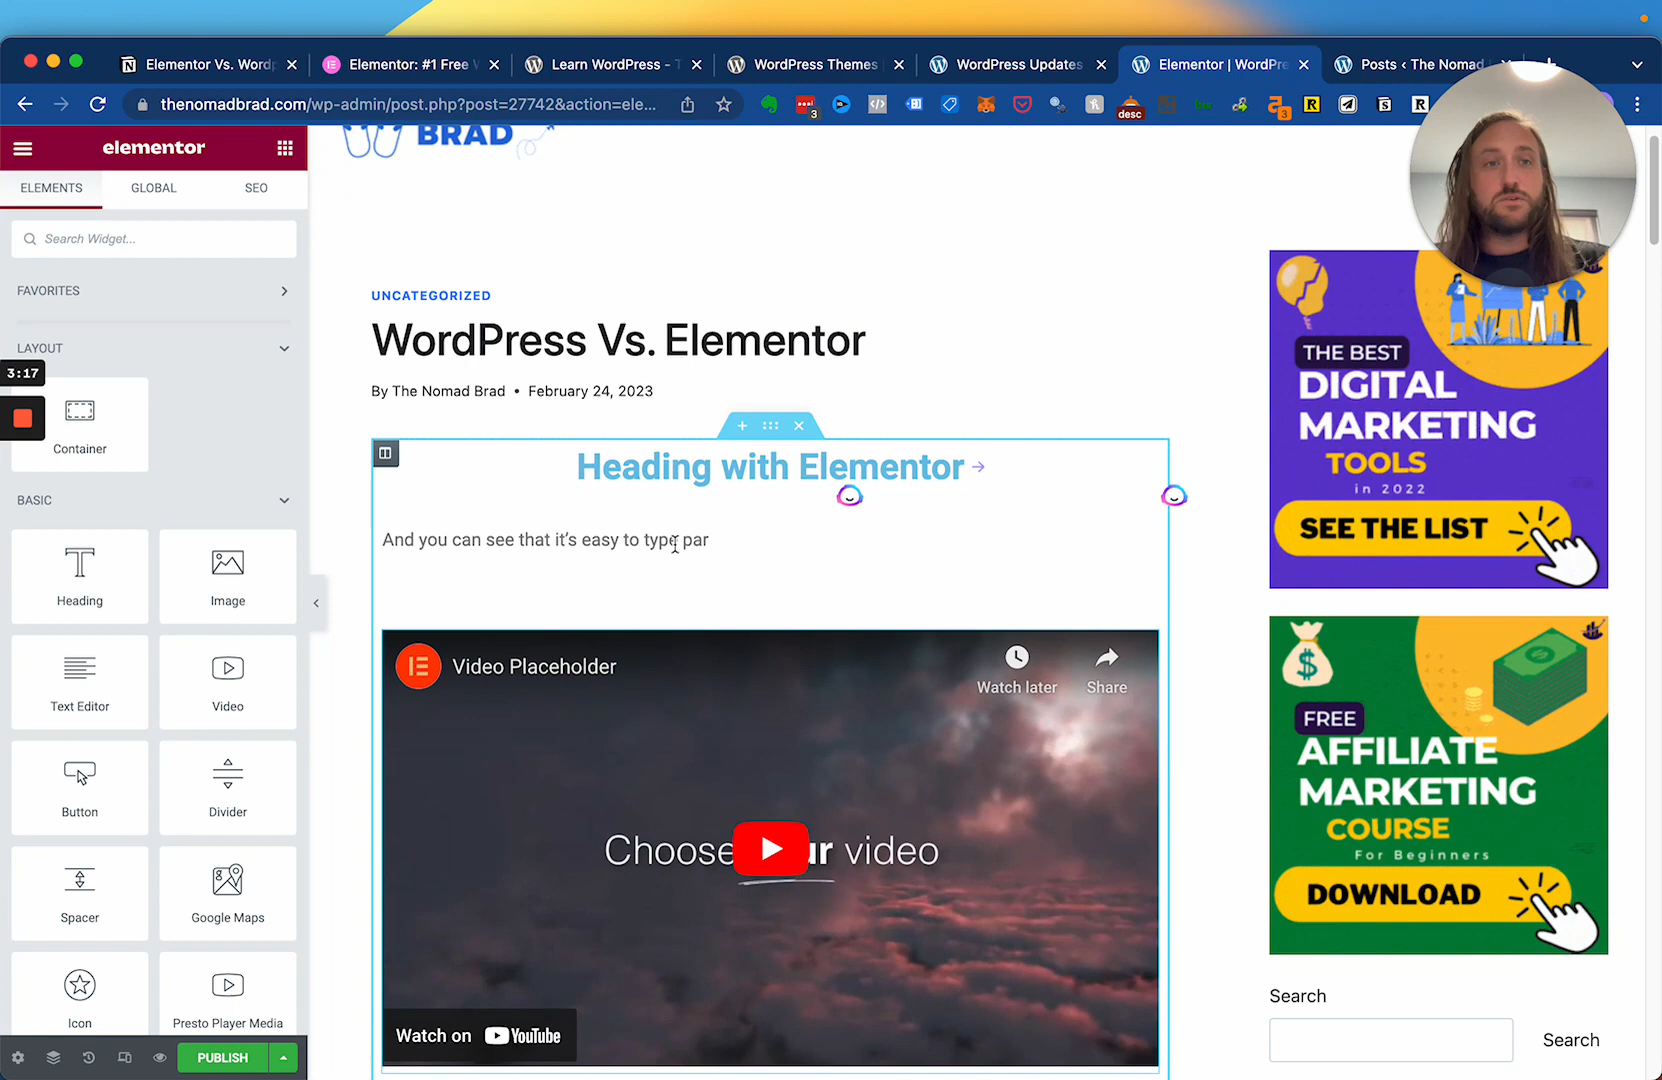 Elementor Vs. Wordp
Elementor: #1 Free W
Learn WordPress - T
WordPress Themes
WordPress Updates
Elementor | WordPre
Posts ‹ The Nomad
thenomadbrad.com/wp-admin/post.php?post=27742&action=ele...
3
desc
3
R
S
R
elementor
ELEMENTS
GLOBAL
SEO
Search Widget...
FAVORITES
LAYOUT
3:17
Container
BASIC
Heading
Image
Text Editor
Video
Button
Divider
Spacer
Google Maps
Icon
Presto Player Media
PUBLISH
BRAD
UNCATEGORIZED
WordPress Vs. Elementor
By The Nomad Brad • February 24, 2023
Heading with Elementor
And you can see that it's easy to type par
Video Placeholder
Watch later
Share
Choose ur video
Watch on YouTube
THE BEST
DIGITAL
MARKETING
TOOLS
in 2022
SEE THE LIST
FREE
AFFILIATE
MARKETING
COURSE
For Beginners
DOWNLOAD
Search
Search